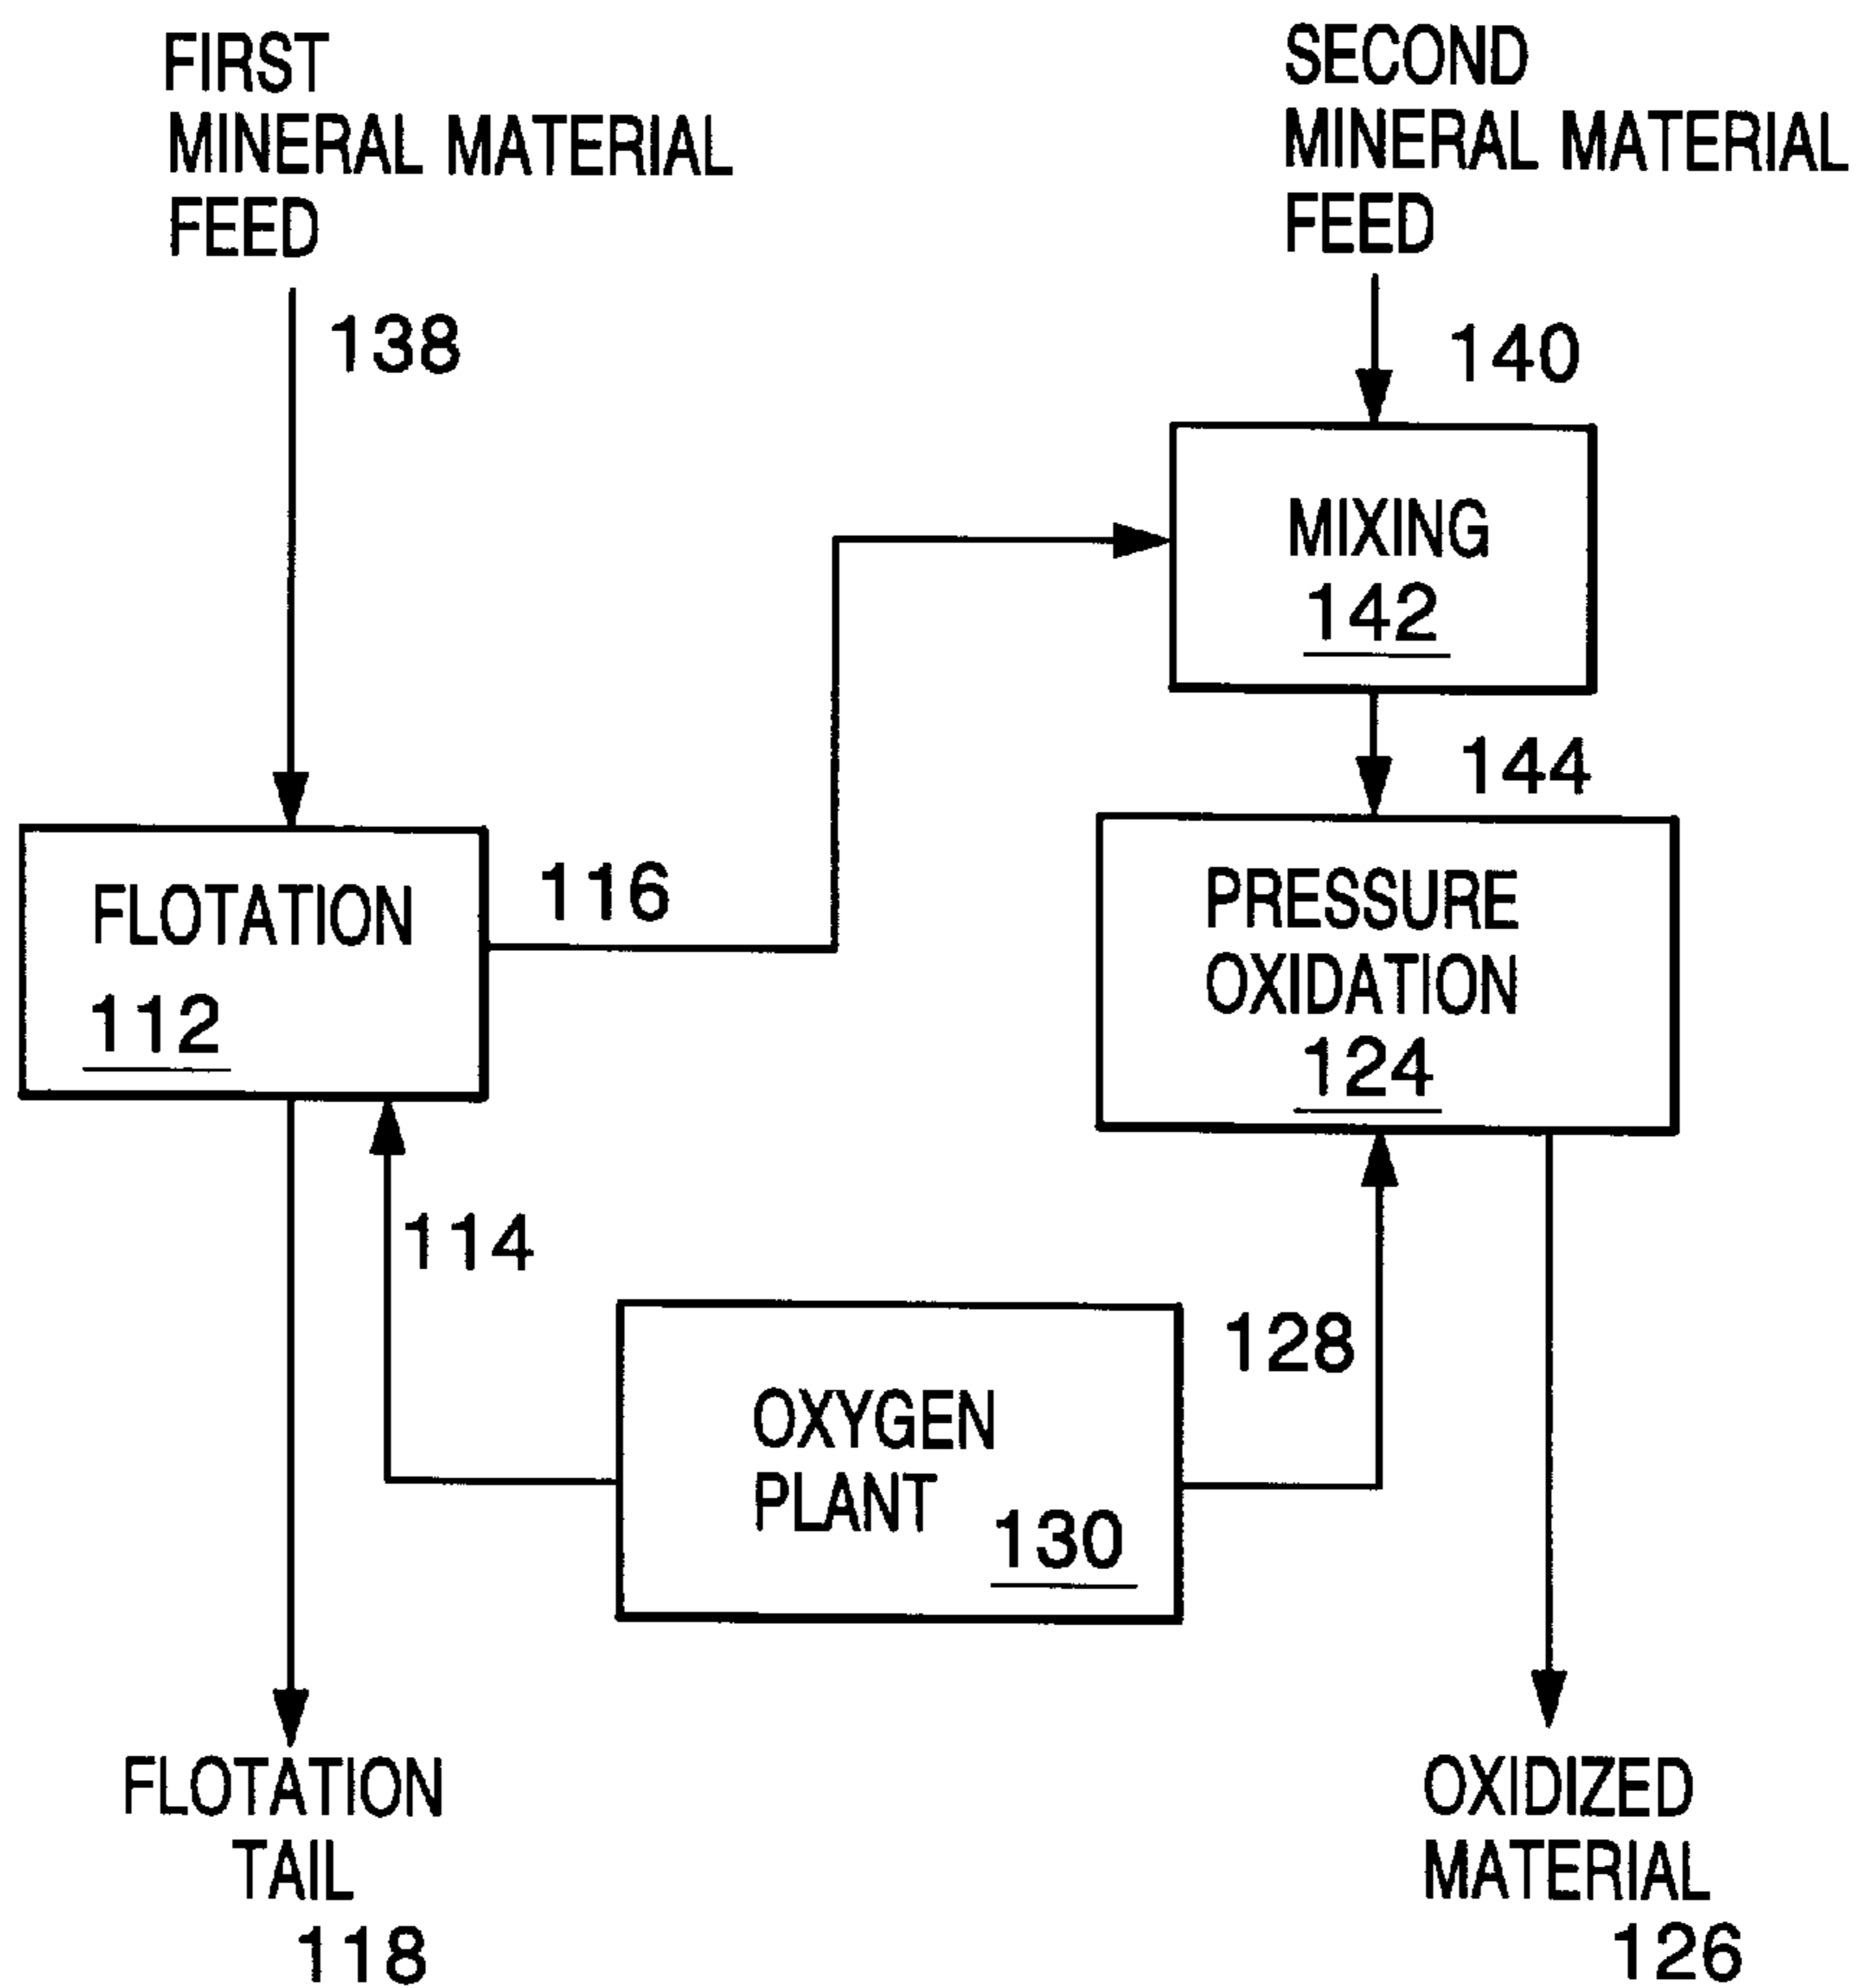 FIRST
MINERAL MATERIAL
FEED
138
SECOND
MINERAL MATERIAL
FEED
140
MIXING
142
144
FLOTATION
112
116
PRESSURE
OXIDATION
124
114
128
OXYGEN
PLANT
130
FLOTATION
TAIL
118
OXIDIZED
MATERIAL
126